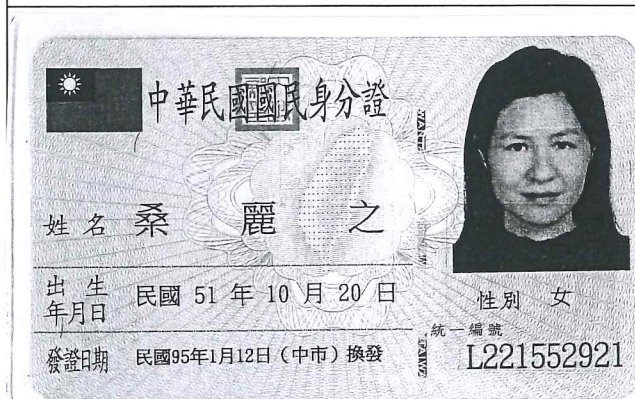 中華民國國民身分證
姓名 桑麗之
出生年月日 民國 51 年 10 月 20 日
性別 女
發證日期 民國95年1月12日（中市）換發
統一編號
L221552921